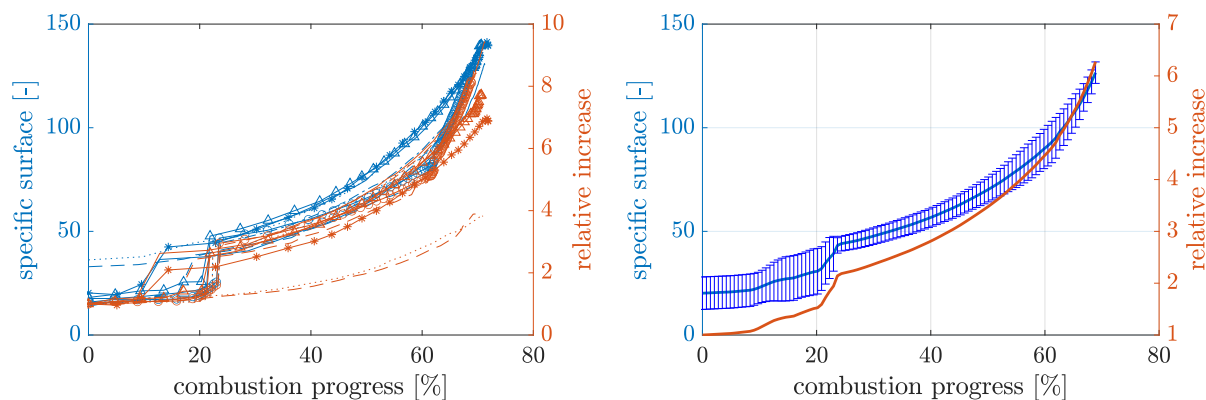 150
100
50
0
specific surface [-]
10
8
6
4
2
0
relative increase
0 20 40 60 80
combustion progress [%]
150
100
50
0
specific surface [-]
7
6
5
4
3
2
1
relative increase
0 20 40 60 80
combustion progress [%]